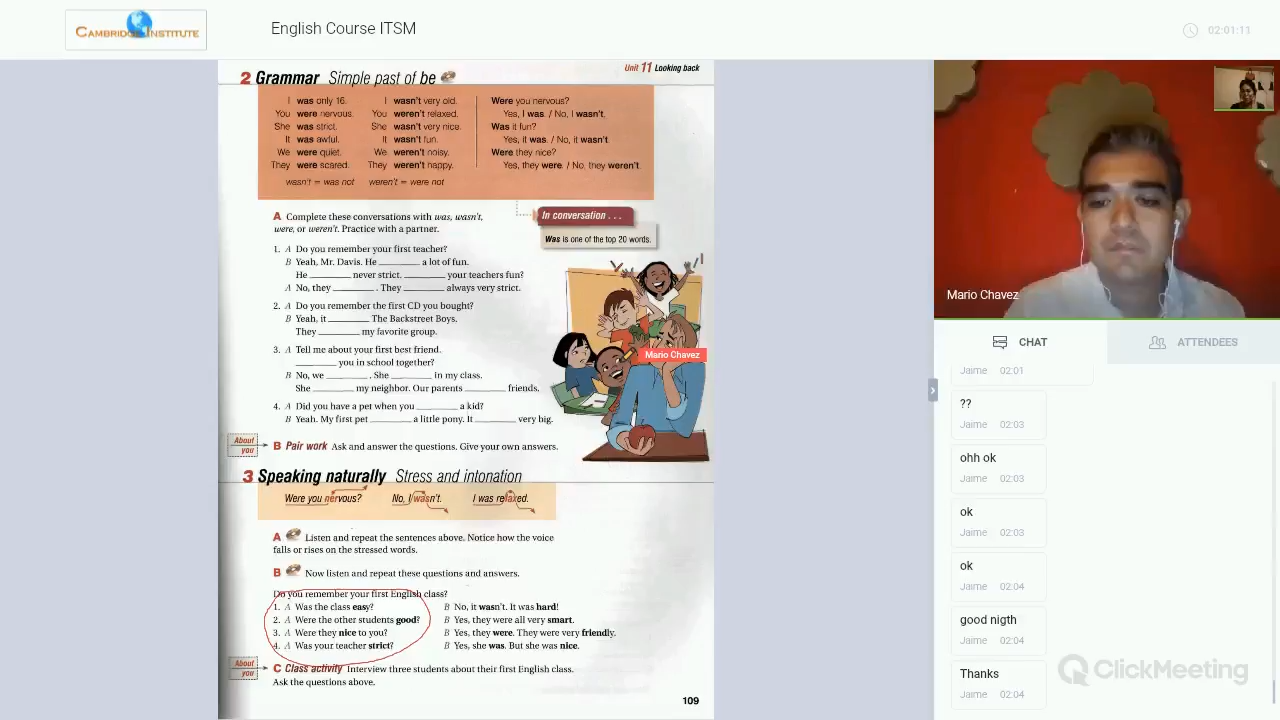 CAMBRIDGE INSTITUTE
English Course ITSM
02:01:11
Unit 11 Looking back
2 Grammar Simple past of be
I was only 16. I wasn't very old. Were you nervous?
You were nervous. You weren't relaxed. Yes, I was. / No, I wasn't.
She was strict. She wasn't very nice. Was it fun?
It was awful. It wasn't fun. Yes, it was. / No, it wasn't
We were quiet. We weren't noisy. Were they nice?
They were scared. They weren't happy. Yes, they were. / No, they weren't.
wasn't = was not weren't = were not
A Complete these conversations with was, wasn't,
were, or weren't. Practice with a partner.
In conversation . . .
Was is one of the top 20 words.
1. A Do you remember your first teacher?
B Yeah, Mr. Davis. He ________ a lot of fun.
He ________ never strict. ________ your teachers fun?
A No, they ________ . They ________ always very strict.
2. A Do you remember the first CD you bought?
B Yeah, it ________ The Backstreet Boys.
They ________ my favorite group.
3. A Tell me about your first best friend.
________ you in school together?
B No, we ________ . She ________ in my class.
She ________ my neighbor. Our parents ________ friends.
4. A Did you have a pet when you ________ a kid?
B Yeah. My first pet ________ a little pony. It ________ very big.
About you
B Pair work Ask and answer the questions. Give your own answers.
3 Speaking naturally Stress and intonation
Were you nervous? No, I wasn't. I was relaxed.
A Listen and repeat the sentences above. Notice how the voice
falls or rises on the stressed words.
B Now listen and repeat these questions and answers.
Do you remember your first English class?
1. A Was the class easy? B No, it wasn't. It was hard!
2. A Were the other students good? B Yes, they were all very smart.
3. A Were they nice to you? B Yes, they were. They were very friendly.
4. A Was your teacher strict? B Yes, she was. But she was nice.
About you
C Class activity Interview three students about their first English class.
Ask the questions above.
109
Mario Chavez
Mario Chavez
CHAT
ATTENDEES
Jaime 02:01
??
Jaime 02:03
ohh ok
Jaime 02:03
ok
Jaime 02:03
ok
Jaime 02:04
good nigth
Jaime 02:04
Thanks
Jaime 02:04
ClickMeeting